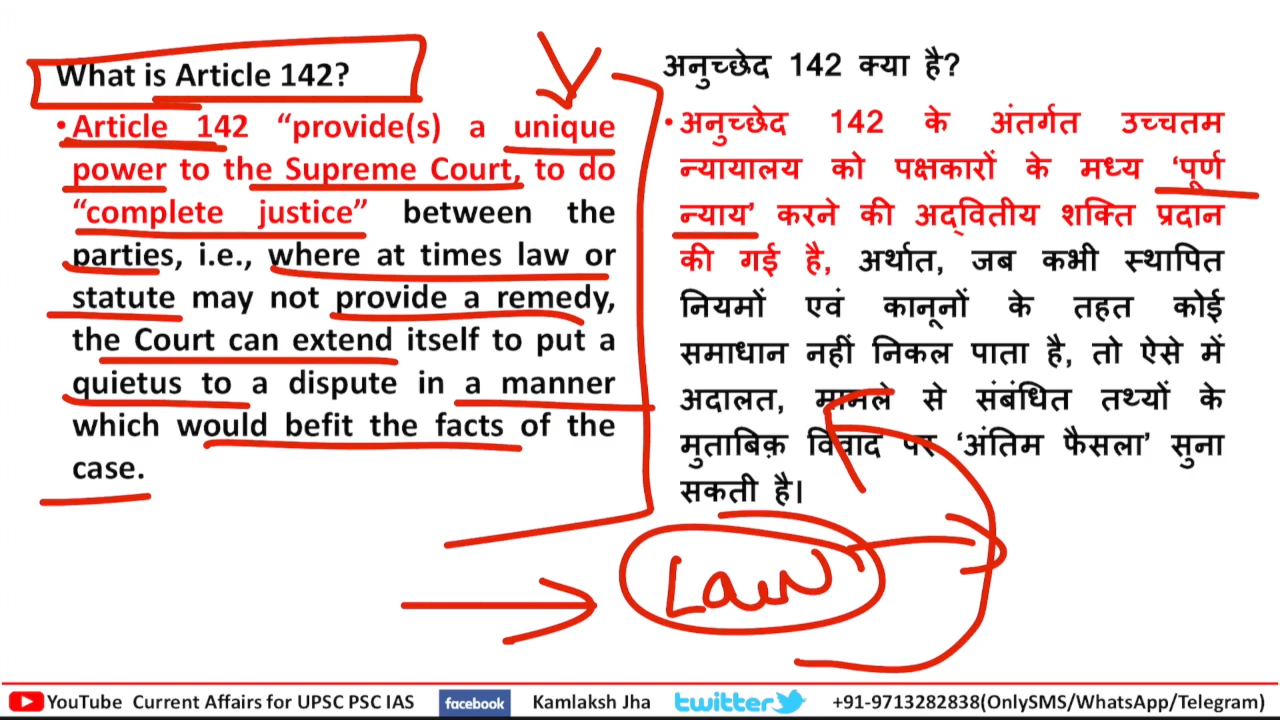 What is Article 142?
•Article 142 “provide(s) a unique
power to the Supreme Court, to do
“complete justice” between the
parties, i.e., where at times law or
statute may not provide a remedy,
the Court can extend itself to put a
quietus to a dispute in a manner
which would befit the facts of the
case.
अनुच्छेद 142 क्या है?
•अनुच्छेद 142 के अंतर्गत उच्चतम
न्यायालय को पक्षकारों के मध्य ‘पूर्ण
न्याय’ करने की अद्वितीय शक्ति प्रदान
की गई है, अर्थात, जब कभी स्थापित
नियमों एवं कानूनों के तहत कोई
समाधान नहीं निकल पाता है, तो ऐसे में
अदालत, मामले से संबंधित तथ्यों के
मुताबिक़ विवाद पर ‘अंतिम फैसला’ सुना
सकती है।
Law
YouTube Current Affairs for UPSC PSC IAS facebook Kamlaksh Jha twitter +91-9713282838(OnlySMS/WhatsApp/Telegram)